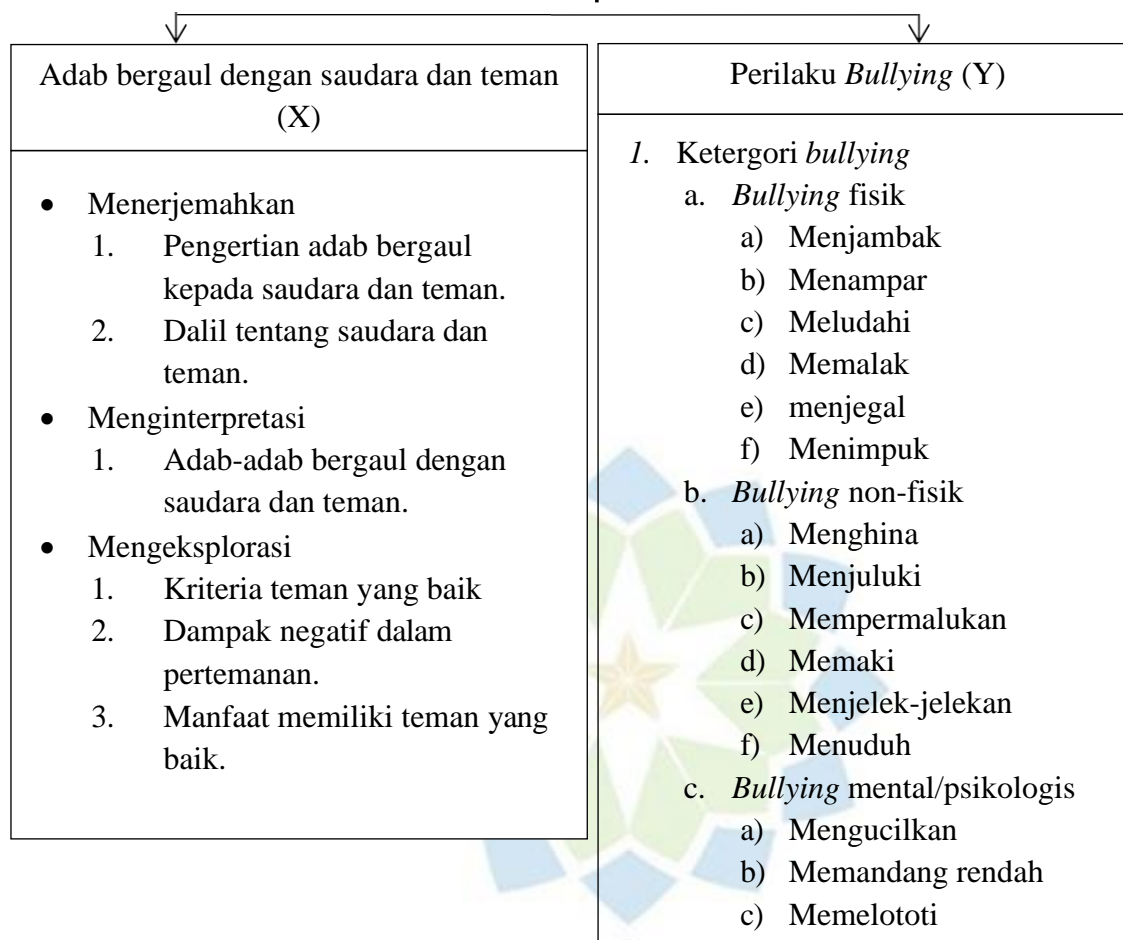 Adab bergaul dengan saudara dan teman
(X)
• Menerjemahkan
1. Pengertian adab bergaul
kepada saudara dan teman.
2. Dalil tentang saudara dan
teman.
• Menginterpretasi
1. Adab-adab bergaul dengan
saudara dan teman.
• Mengeksplorasi
1. Kriteria teman yang baik
2. Dampak negatif dalam
pertemanan.
3. Manfaat memiliki teman yang
baik.
Perilaku Bullying (Y)
1. Ketergori bullying
a. Bullying fisik
a) Menjambak
b) Menampar
c) Meludahi
d) Memalak
e) menjegal
f) Menimpuk
b. Bullying non-fisik
a) Menghina
b) Menjuluki
c) Mempermalukan
d) Memaki
e) Menjelek-jelekan
f) Menuduh
c. Bullying mental/psikologis
a) Mengucilkan
b) Memandang rendah
c) Memelototi